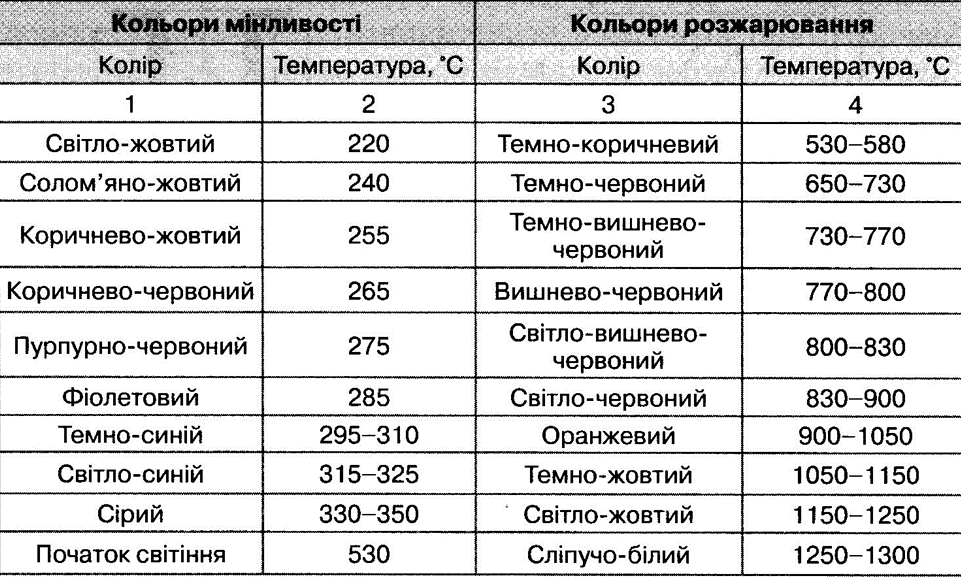 Кольори мінливості Кольори розжарювання
Колір Температура, °С Колір Температура, °С
1 2 3 4
Світло-жовтий 220 Темно-коричневий 530–580
Солом’яно-жовтий 240 Темно-червоний 650–730
Коричнево-жовтий 255 Темно-вишнево-
червоний 730–770
Коричнево-червоний 265 Вишнево-червоний 770–800
Пурпурно-червоний 275 Світло-вишнево-
червоний 800–830
Фіолетовий 285 Світло-червоний 830–900
Темно-синій 295–310 Оранжевий 900–1050
Світло-синій 315–325 Темно-жовтий 1050–1150
Сірий 330–350 Світло-жовтий 1150–1250
Початок світіння 530 Сліпучо-білий 1250–1300